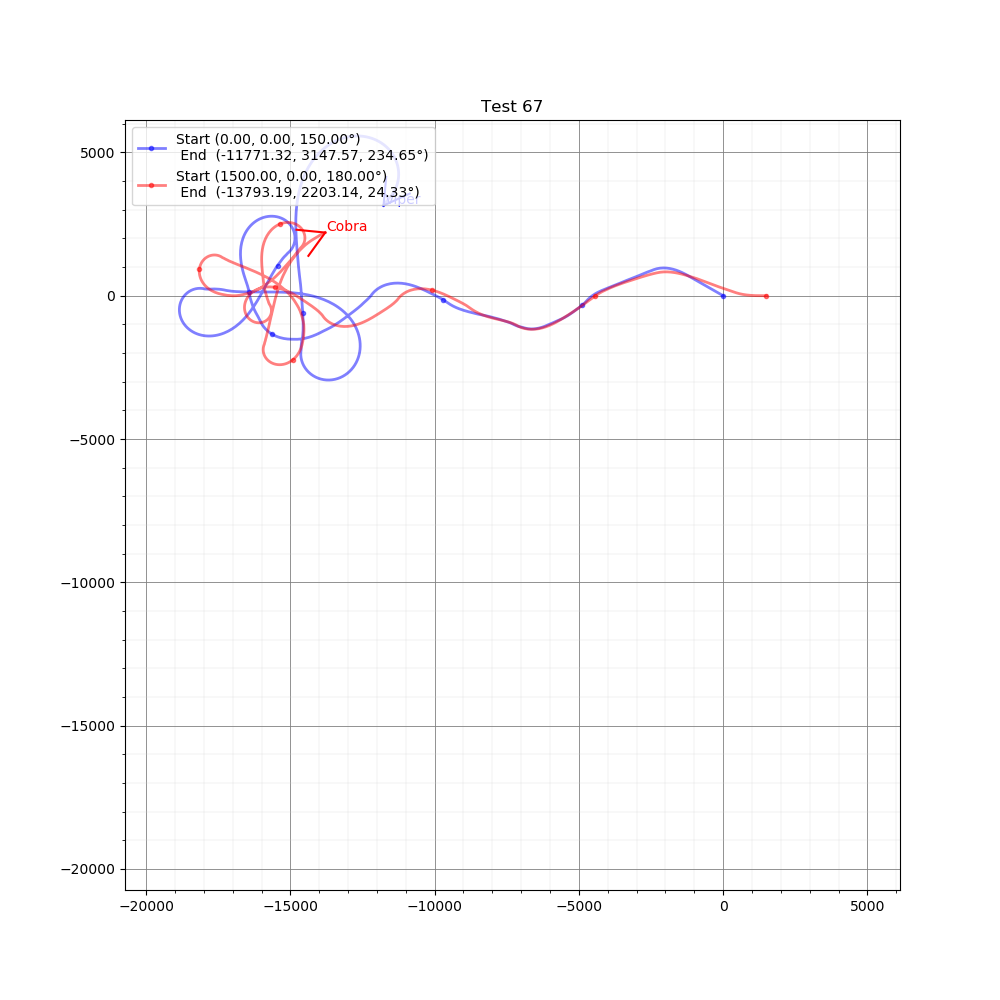 Test 67
Start (0.00, 0.00, 150.00°)
End (-11771.32, 3147.57, 234.65°)
Start (1500.00, 0.00, 180.00°)
End (-13793.19, 2203.14, 24.33°)
Cobra
5000
0
−5000
−10000
−15000
−20000
−20000 −15000 −10000 −5000 0 5000